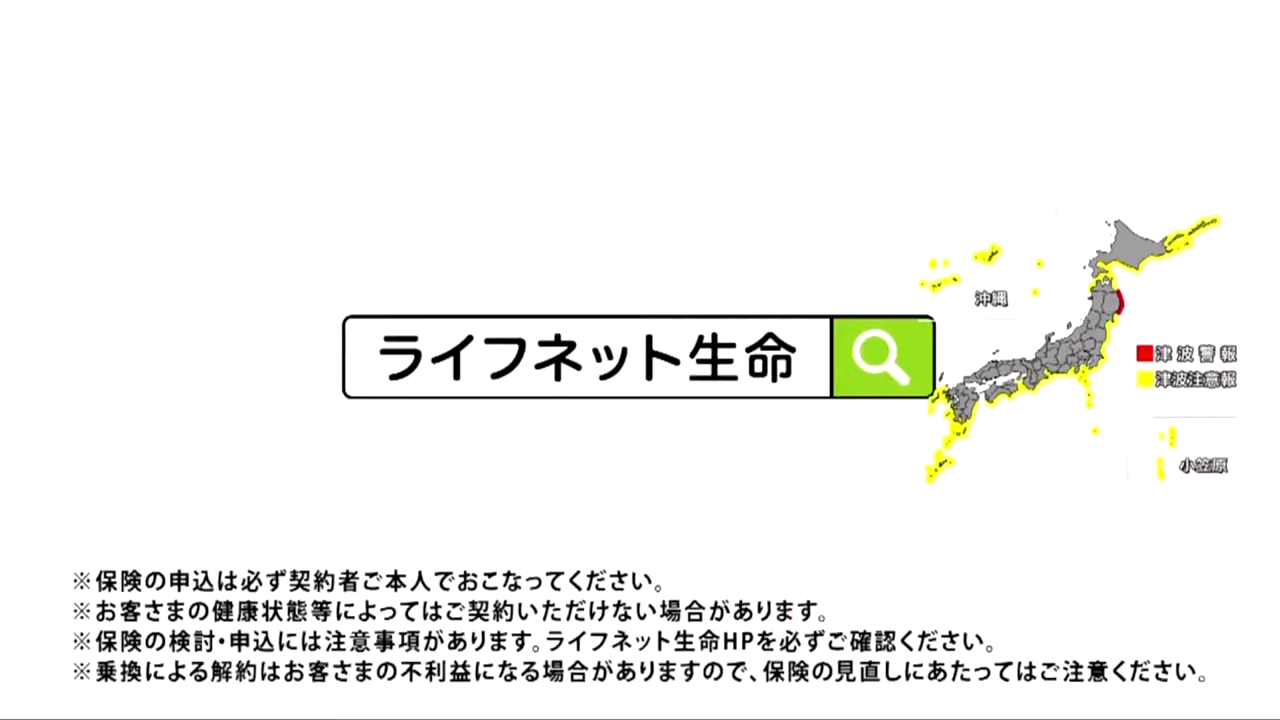 沖縄
ライフネット生命
津波警報
津波注意報
小笠原
※保険の申込は必ず契約者ご本人でおこなってください。
※お客さまの健康状態等によってはご契約いただけない場合があります。
※保険の検討・申込には注意事項があります。ライフネット生命HPを必ずご確認ください。
※乗換による解約はお客さまの不利益になる場合がありますので、保険の見直しにあたってはご注意ください。